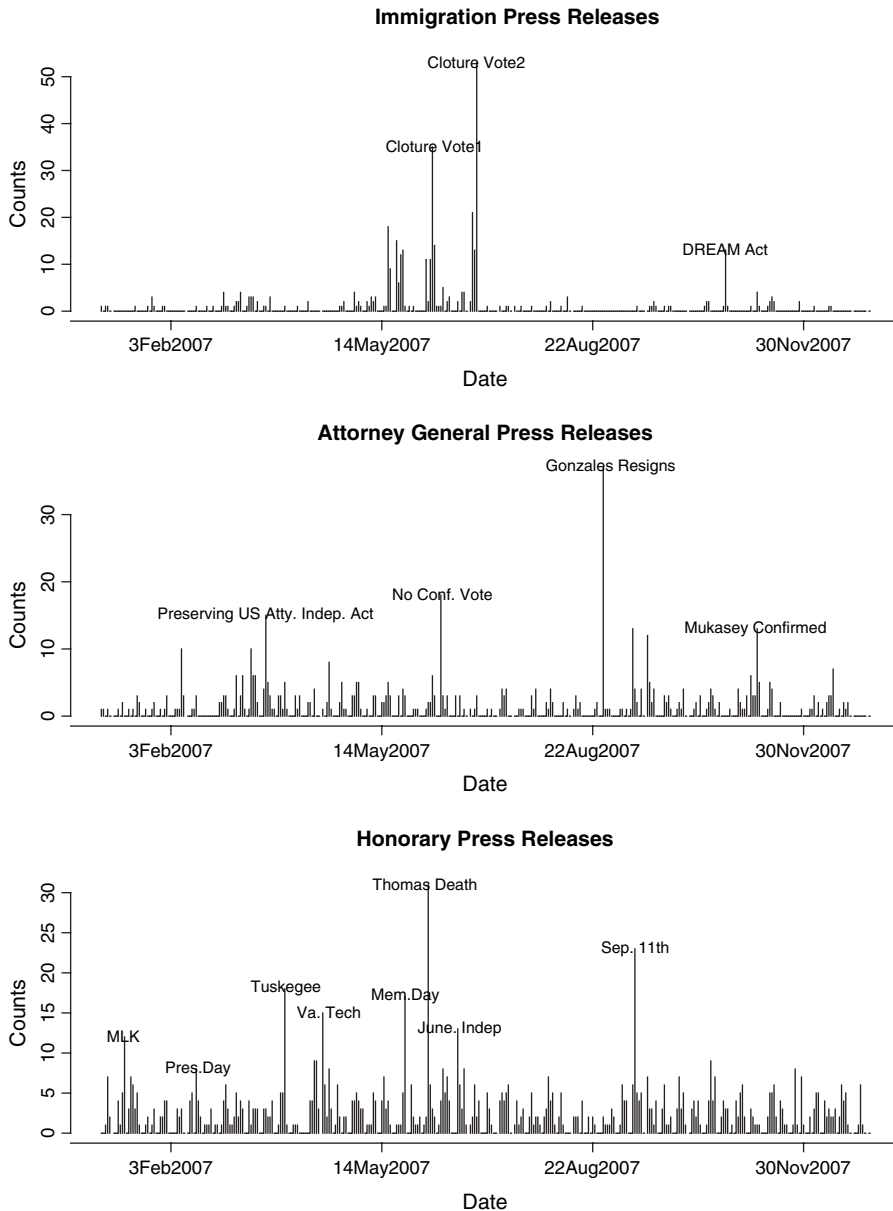 Immigration Press Releases
Cloture Vote2
Cloture Vote1
DREAM Act
Counts
0 10 20 30 40 50
3Feb2007 14May2007 22Aug2007 30Nov2007
Date
Attorney General Press Releases
Gonzales Resigns
No Conf. Vote
Preserving US Atty. Indep. Act
Mukasey Confirmed
Counts
0 10 20 30
3Feb2007 14May2007 22Aug2007 30Nov2007
Date
Honorary Press Releases
Thomas Death
Sep. 11th
Tuskegee
Mem.Day
Va. Tech
June. Indep
MLK
Pres.Day
Counts
0 5 10 15 20 25 30
3Feb2007 14May2007 22Aug2007 30Nov2007
Date